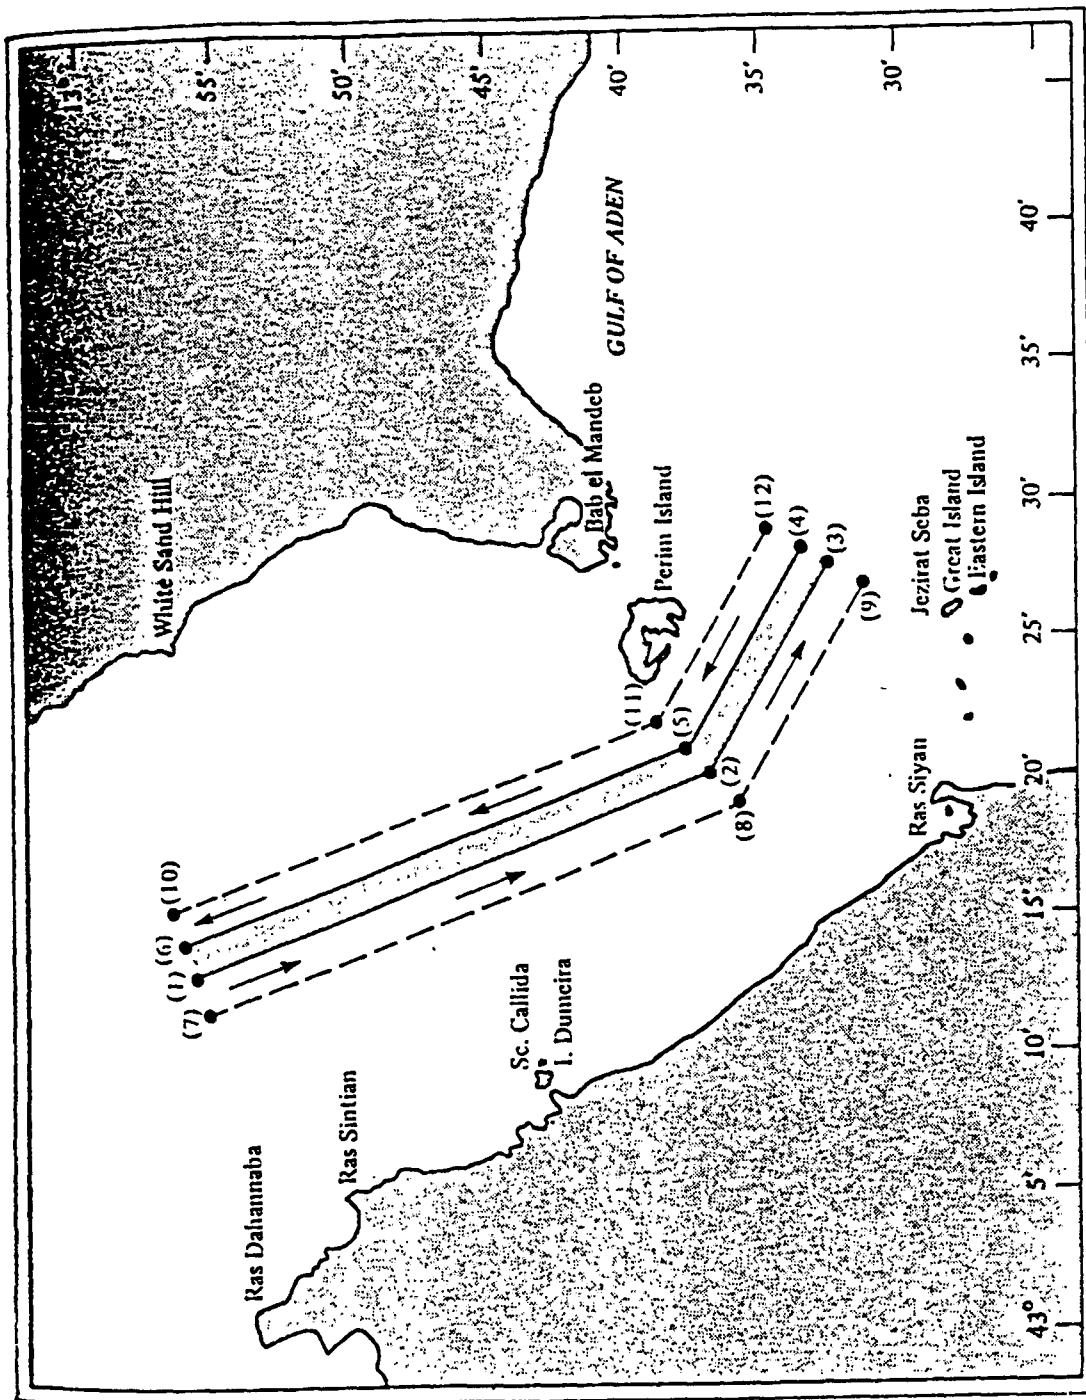 13°
55'
50'
45'
40'
35'
30'
White Sand Hill
Bab el Mandeb
GULF OF ADEN
Perim Island
(10)
(6)
(1)
(7)
(11)
(5)
(2)
(8)
(12)
(4)
(3)
(9)
Ras Dahannaba
Ras Sintian
Sc. Callida
I. Dumeira
Ras Siyan
Jezirat Seba
Great Island
Eastern Island
43°
5'
10'
15'
20'
25'
30'
35'
40'